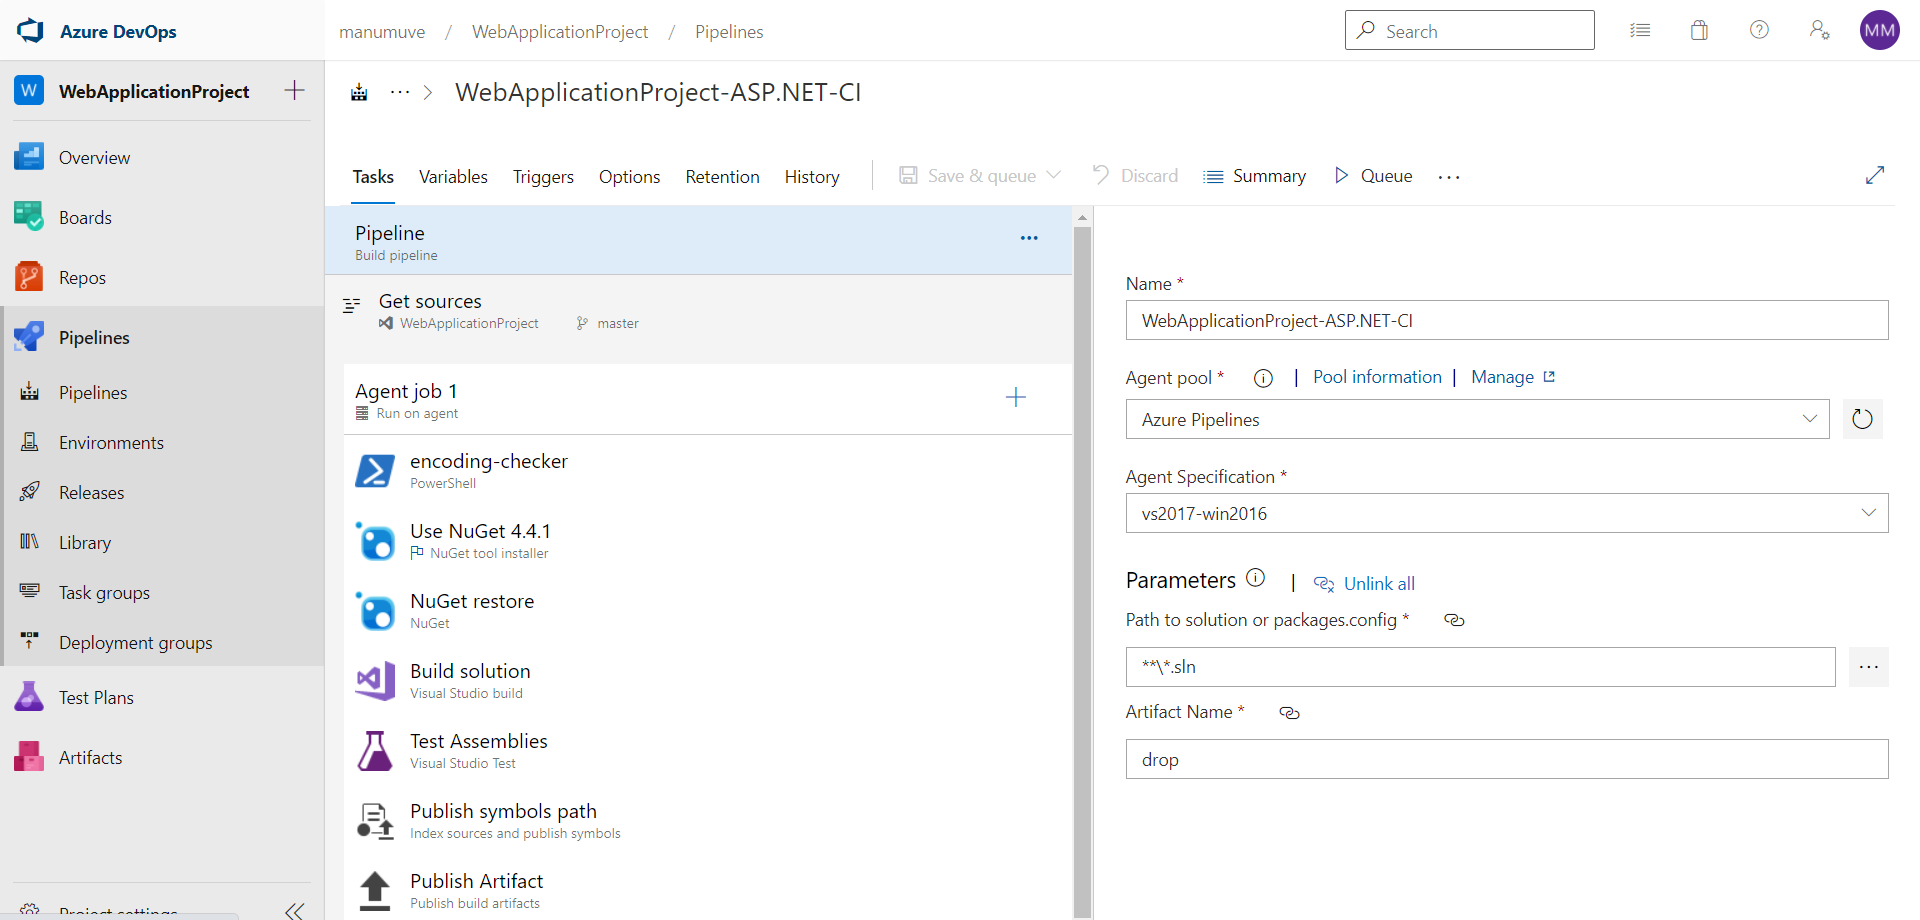 Azure DevOps
manumuve / WebApplicationProject / Pipelines
Search
MM
W WebApplicationProject
Overview
Boards
Repos
Pipelines
Pipelines
Environments
Releases
Library
Task groups
Deployment groups
Test Plans
Artifacts
Project settings
··· > WebApplicationProject-ASP.NET-CI
Tasks Variables Triggers Options Retention History Save & queue Discard Summary Queue ···
Pipeline
Build pipeline
···
Get sources
WebApplicationProject master
Agent job 1
Run on agent
encoding-checker
PowerShell
Use NuGet 4.4.1
NuGet tool installer
NuGet restore
NuGet
Build solution
Visual Studio build
Test Assemblies
Visual Studio Test
Publish symbols path
Index sources and publish symbols
Publish Artifact
Publish build artifacts
Name *
WebApplicationProject-ASP.NET-CI
Agent pool * | Pool information | Manage
Azure Pipelines
Agent Specification *
vs2017-win2016
Parameters | Unlink all
Path to solution or packages.config *
**\*.sln
···
Artifact Name *
drop